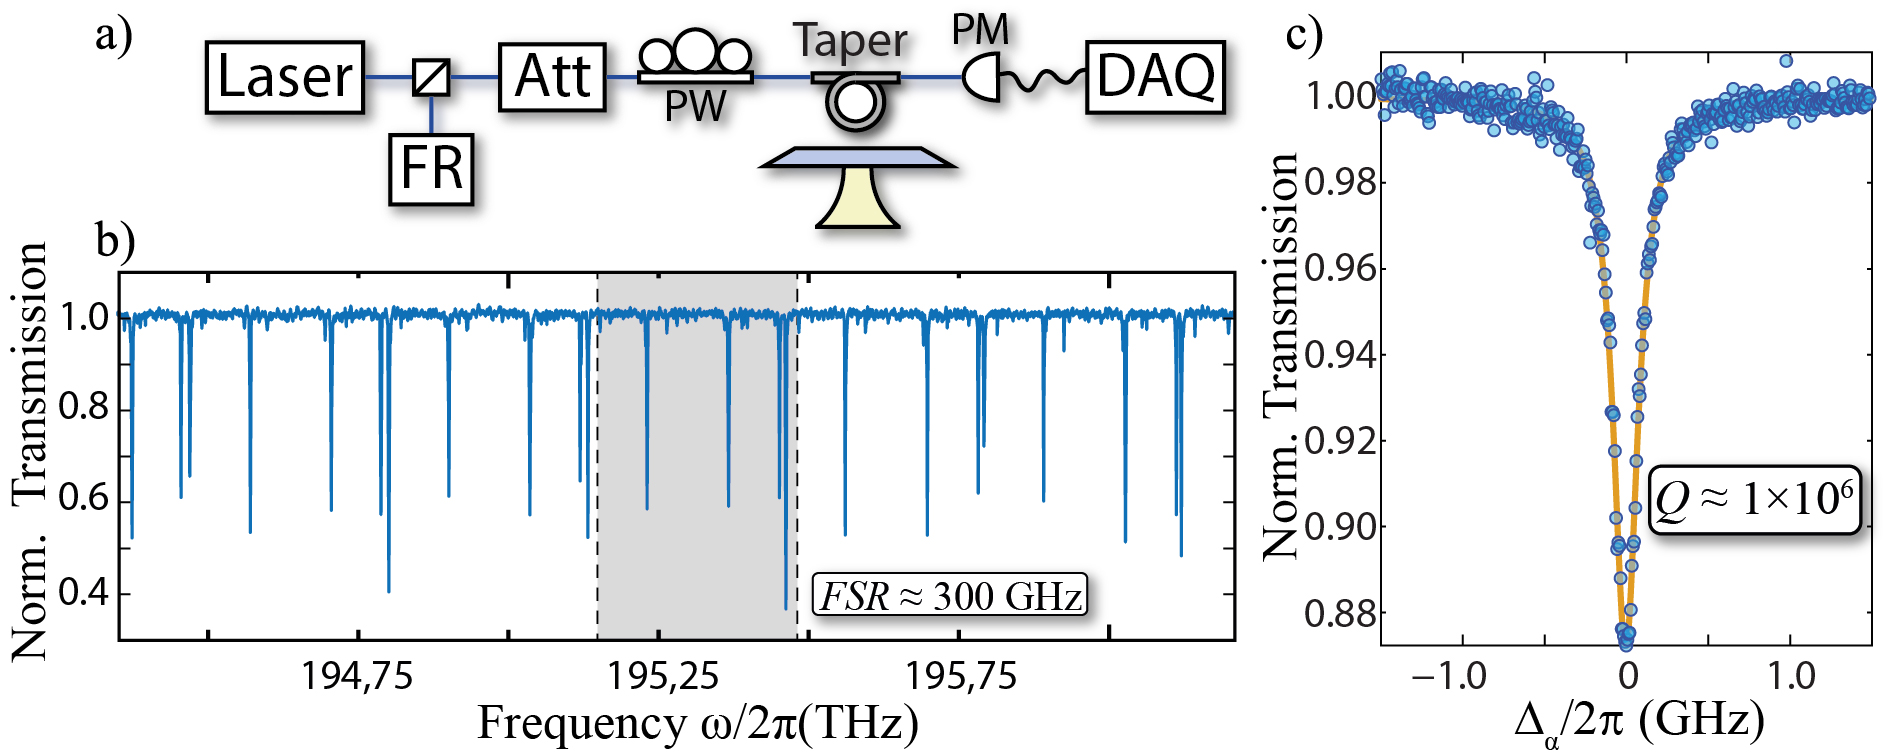 a)
Laser
FR
Att
PW
Taper
PM
DAQ
b)
Norm. Transmission
1.0
0.8
0.6
0.4
FSR ≈ 300 GHz
194,75
195,25
195,75
Frequency ω/2π(THz)
c)
Norm. Transmission
1.00
0.98
0.96
0.94
0.92
0.90
0.88
Q ≈ 1×10⁶
−1.0
0
1.0
Δα/2π (GHz)